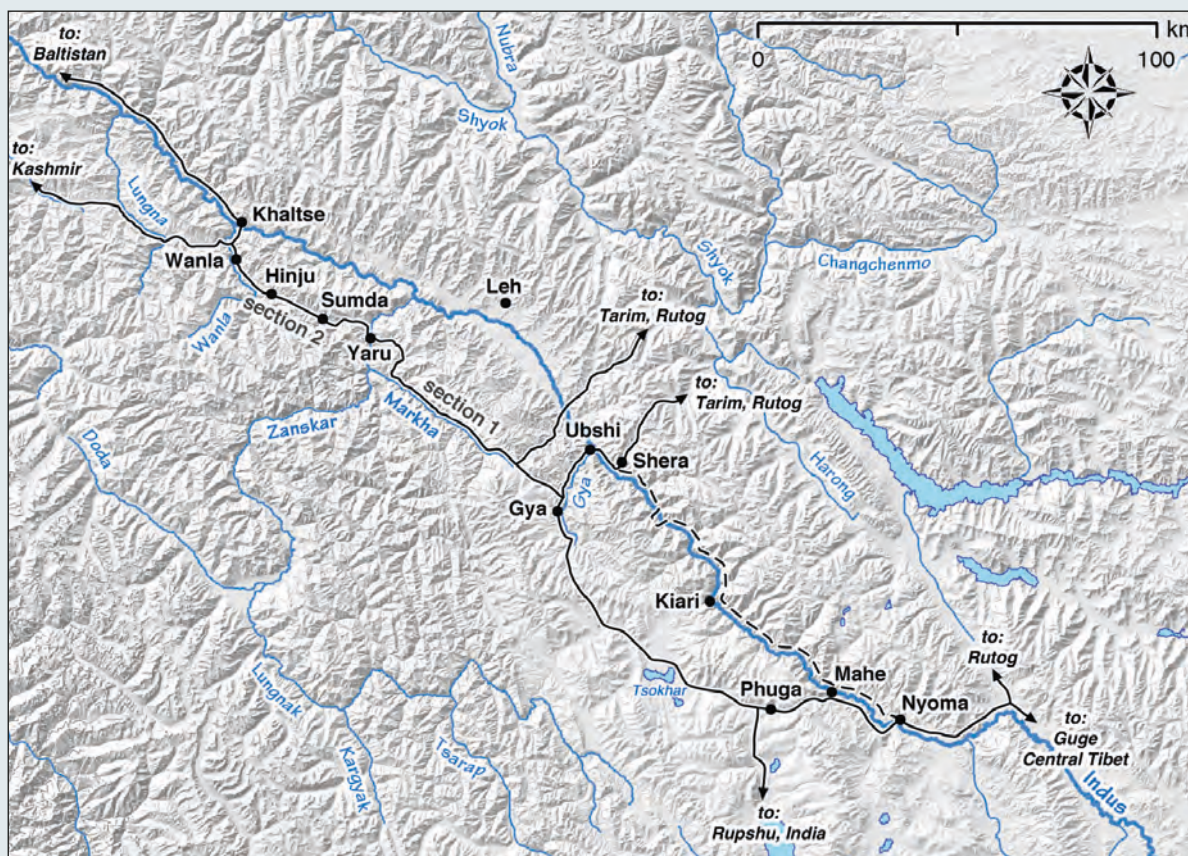 to:
Baltistan
Nubra
km
0
100
Shyok
to:
Kashmir
Lungna
Khaltse
Shyok
Changchenmo
Wanla
Hinju
Leh
Sumda
to:
Tarim, Rutog
section 2
Wanla
Yaru
section 1
to:
Tarim, Rutog
Markha
Ubshi
Zanskar
Doda
Shera
Harong
Gya
Gya
Kiari
to:
Rutog
Mahe
Tsokhar
Phuga
Nyoma
Lungnak
to:
Guge
Central Tibet
Kargyak
Tsarap
Indus
to:
Rupshu, India